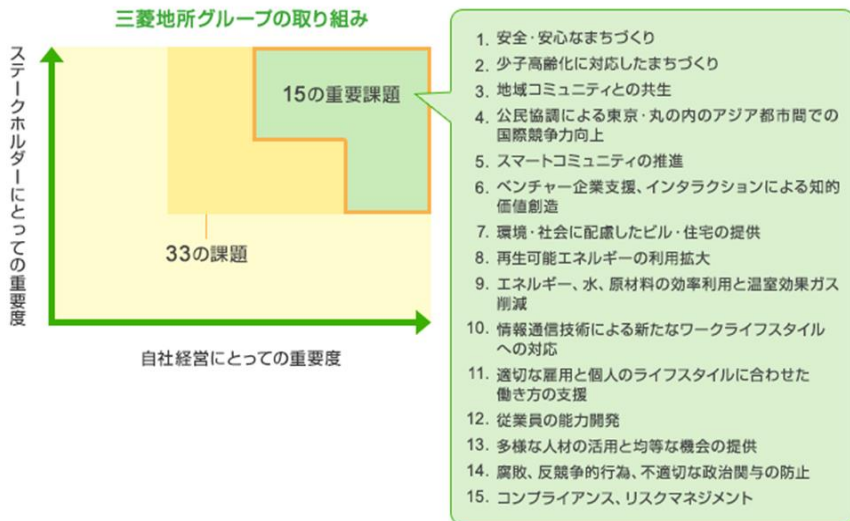 三菱地所グループの取り組み
ステークホルダーにとっての重要度
15の重要課題
33の課題
自社経営にとっての重要度
1. 安全・安心なまちづくり
2. 少子高齢化に対応したまちづくり
3. 地域コミュニティとの共生
4. 公民協調による東京・丸の内のアジア都市間での
国際競争力向上
5. スマートコミュニティの推進
6. ベンチャー企業支援、インタラクションによる知的
価値創造
7. 環境・社会に配慮したビル・住宅の提供
8. 再生可能エネルギーの利用拡大
9. エネルギー、水、原材料の効率利用と温室効果ガス
削減
10. 情報通信技術による新たなワークライフスタイル
への対応
11. 適切な雇用と個人のライフスタイルに合わせた
働き方の支援
12. 従業員の能力開発
13. 多様な人材の活用と均等な機会の提供
14. 腐敗、反競争的行為、不適切な政治関与の防止
15. コンプライアンス、リスクマネジメント